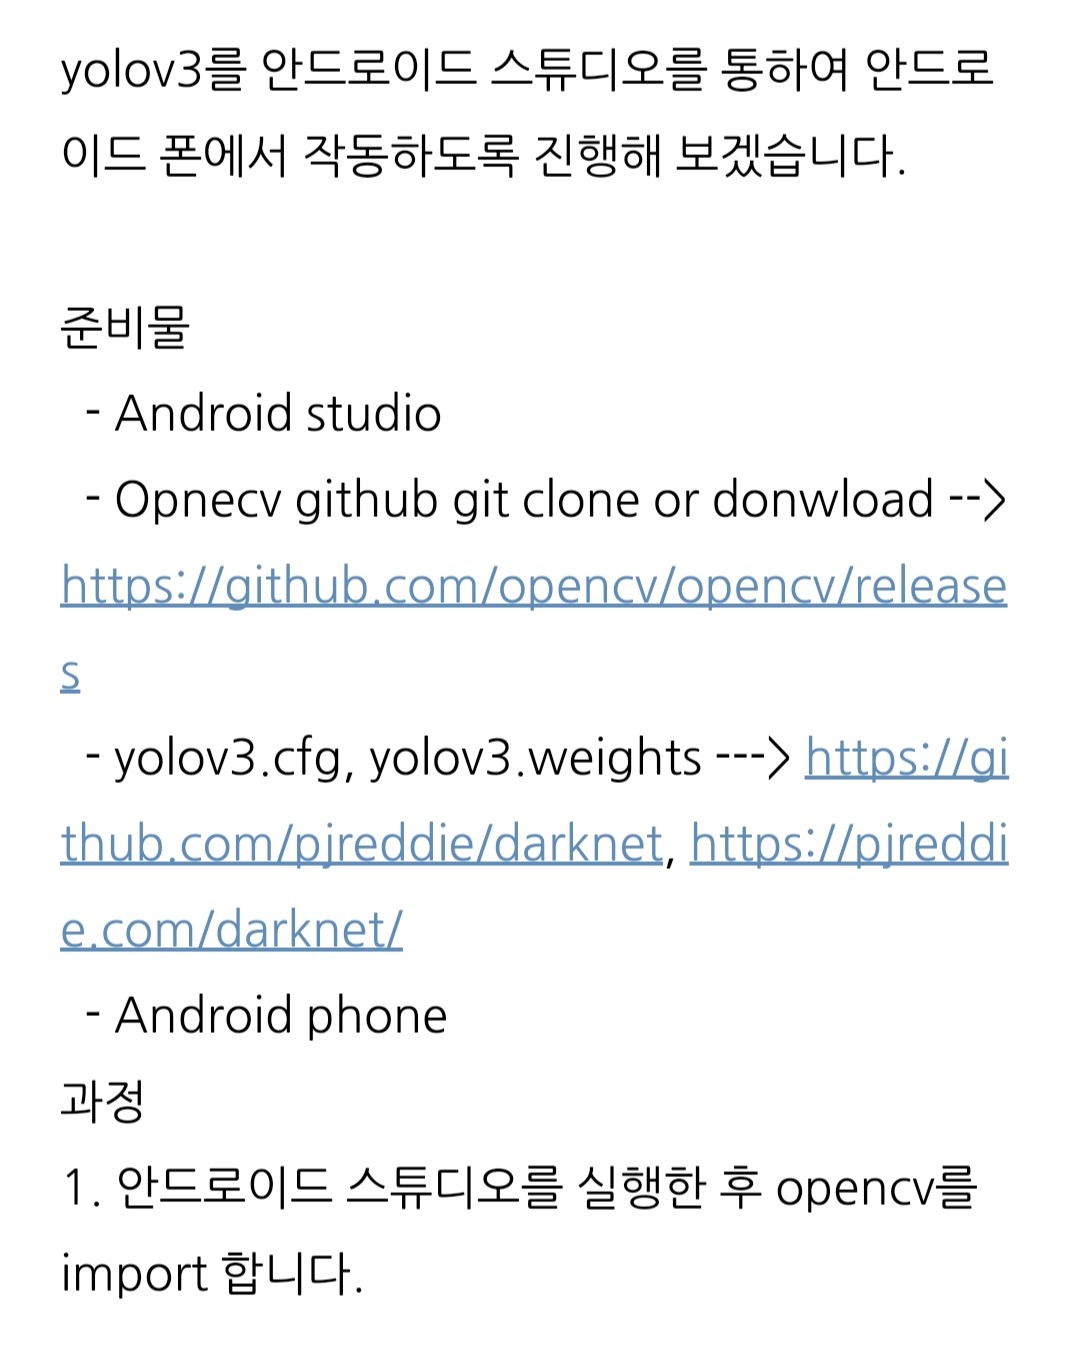 yolov3를 안드로이드 스튜디오를 통하여 안드로
이드 폰에서 작동하도록 진행해 보겠습니다.
준비물
- Android studio
- Opnecv github git clone or donwload -->
https://github.com/opencv/opencv/release
s
- yolov3.cfg, yolov3.weights ---> https://gi
thub.com/pjreddie/darknet, https://pjreddi
e.com/darknet/
- Android phone
과정
1. 안드로이드 스튜디오를 실행한 후 opencv를
import 합니다.